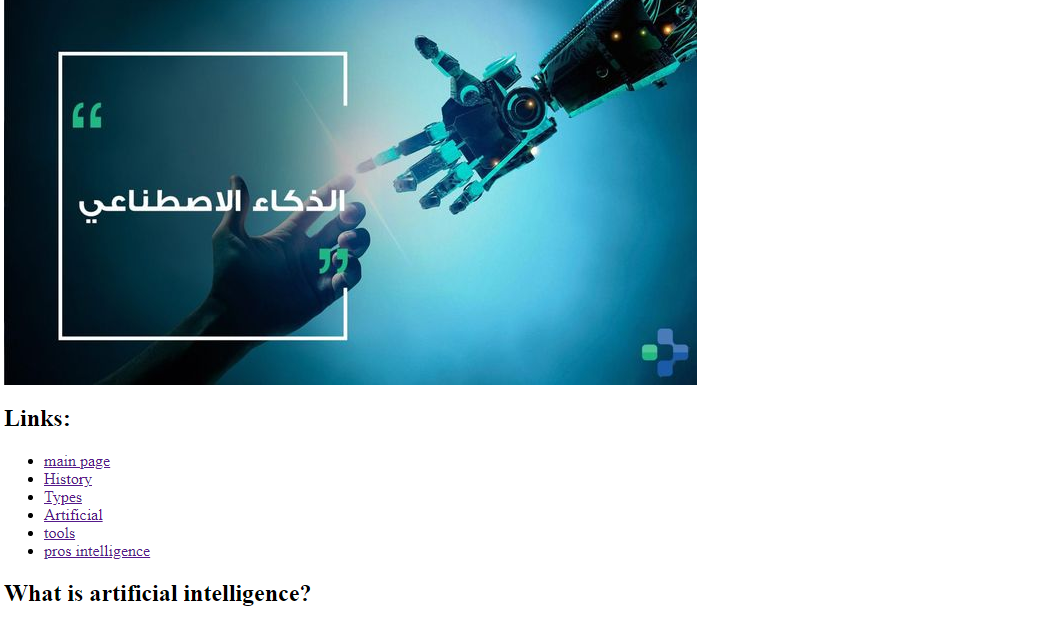 “
الذكاء الاصطناعي
”
Links:
main page
History
Types
Artificial
tools
pros intelligence
What is artificial intelligence?